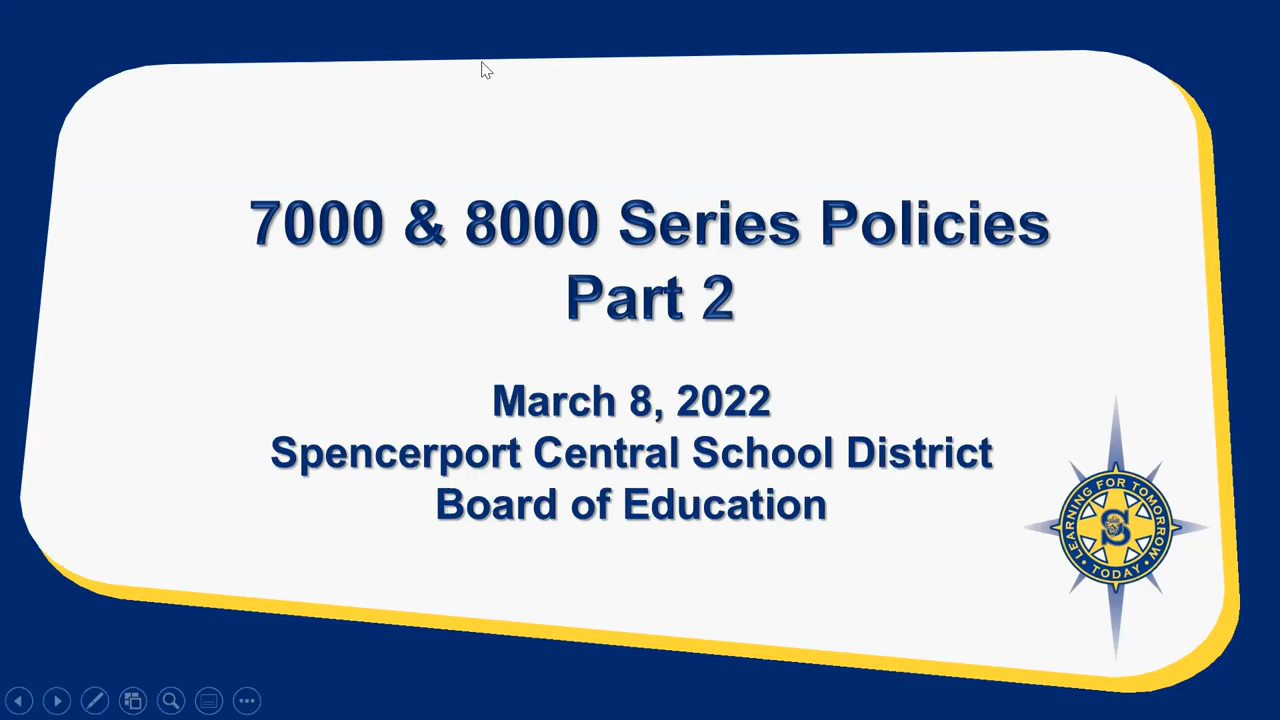 7000 & 8000 Series Policies
Part 2
March 8, 2022
Spencerport Central School District
Board of Education
LEARNING FOR TOMORROW
• TODAY •
S